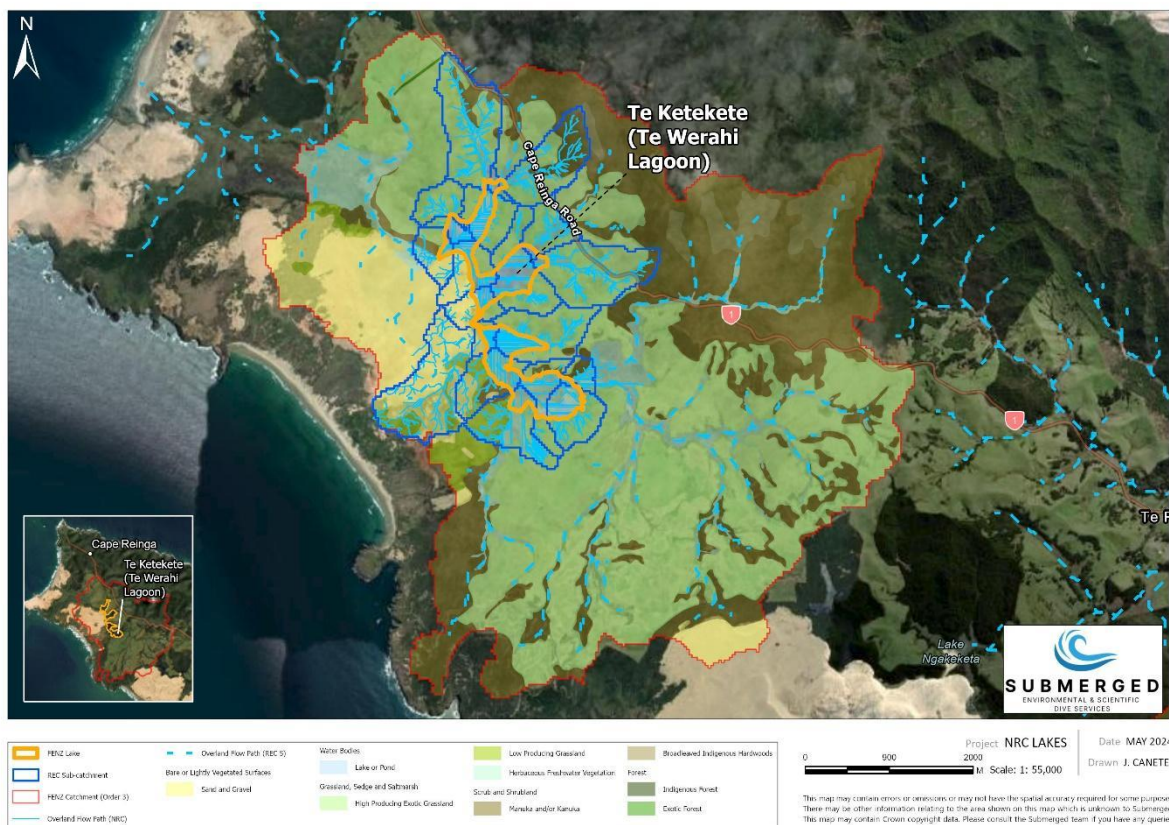 N
Te Ketekete
(Te Werahi
Lagoon)
Cape Reinga Road
1
1
Te P
Cape Reinga
Te Ketekete
(Te Werahi
Lagoon)
Lake
Ngakeketa
SUBMERGED
ENVIRONMENTAL & SCIENTIFIC
DIVE SERVICES
FENZ Lake
REC Sub-catchment
FENZ Catchment (Order 3)
Overland Flow Path (NRC)
Overland Flow Path (REC 5)
Bare or Lightly Vegetated Surfaces
Sand and Gravel
Water Bodies
Lake or Pond
Grassland, Sedge and Saltmarsh
High Producing Exotic Grassland
Low Producing Grassland
Herbaceous Freshwater Vegetation
Scrub and Shrubland
Manuka and/or Kanuka
Broadleaved Indigenous Hardwoods
Forest
Indigenous Forest
Exotic Forest
0 900 2000
M Scale: 1: 55,000
Project NRC LAKES
Date MAY 2024
Drawn J. CANETE
This map may contain errors or omissions or may not have the spatial accuracy required for some purposes
There may be other information relating to the area shown on this map which is unknown to Submerged
This map may contain Crown copyright data. Please consult the Submerged team if you have any querie